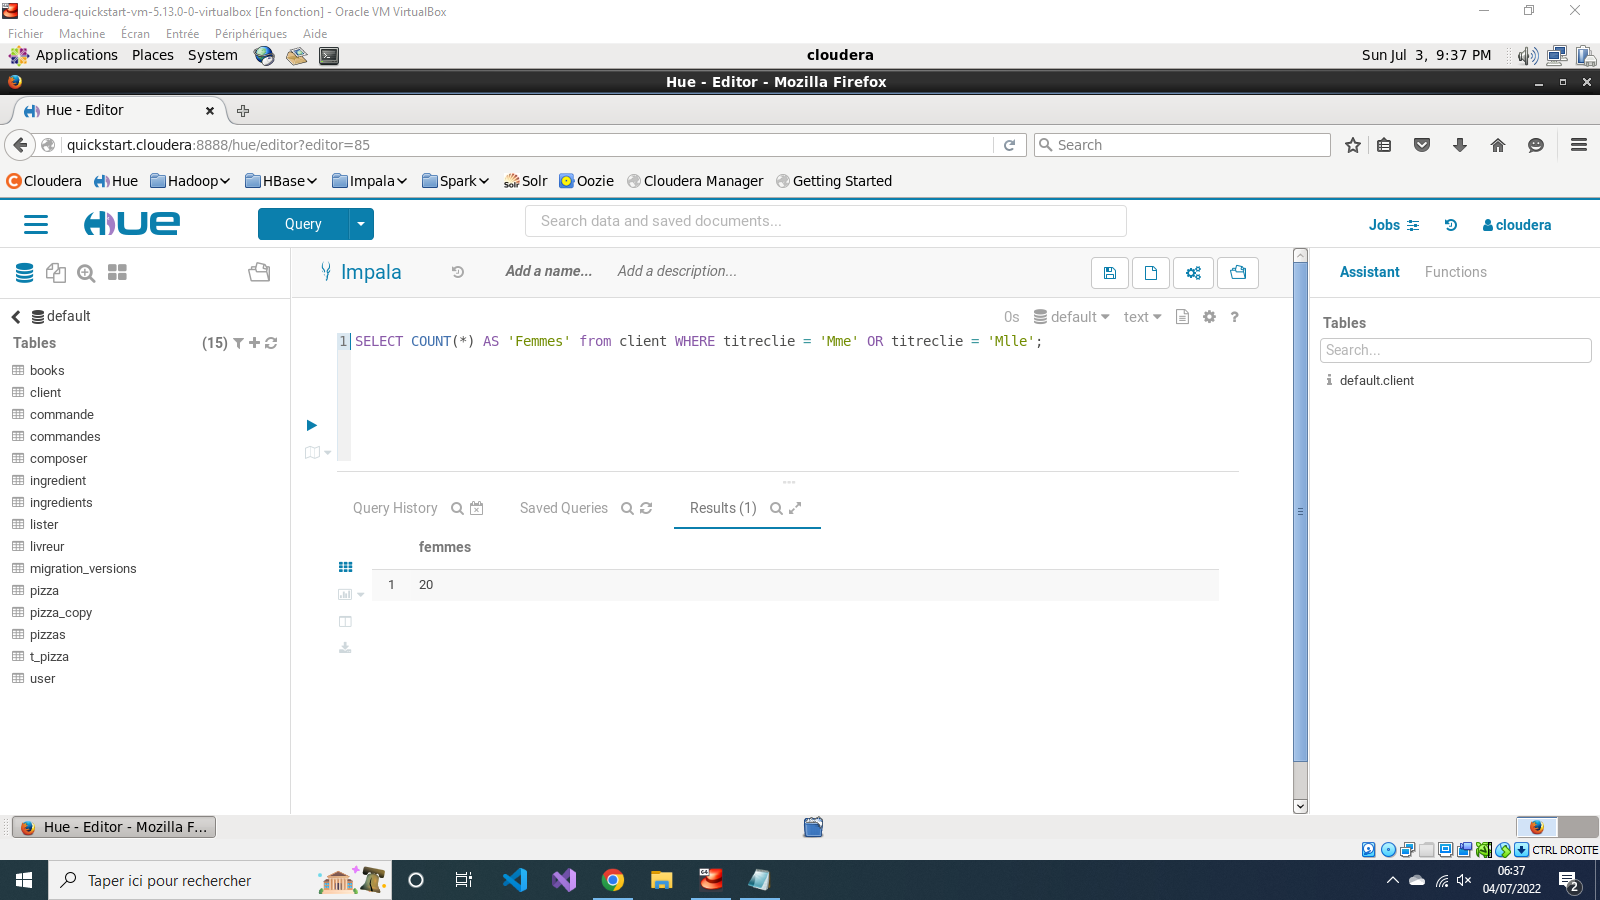 cloudera-quickstart-vm-5.13.0-0-virtualbox [En fonction] - Oracle VM VirtualBox
Fichier Machine Écran Entrée Périphériques Aide
Applications Places System cloudera Sun Jul 3, 9:37 PM
Hue - Editor - Mozilla Firefox
Hue - Editor
quickstart.cloudera:8888/hue/editor?editor=85 Search
Cloudera Hue Hadoop HBase Impala Spark Solr Oozie Cloudera Manager Getting Started
HUE Query Search data and saved documents... Jobs cloudera
Impala Add a name... Add a description... Assistant Functions
default 0s default text ?
Tables (15) Tables
1 SELECT COUNT(*) AS 'Femmes' from client WHERE titreclie = 'Mme' OR titreclie = 'Mlle';
Search...
default.client
books
client
commande
commandes
composer
ingredient
ingredients
lister
livreur
migration_versions
pizza
pizza_copy
pizzas
t_pizza
user
Query History Saved Queries Results (1)
femmes
1 20
Hue - Editor - Mozilla F...
CTRL DROITE
Taper ici pour rechercher
06:37
04/07/2022
2